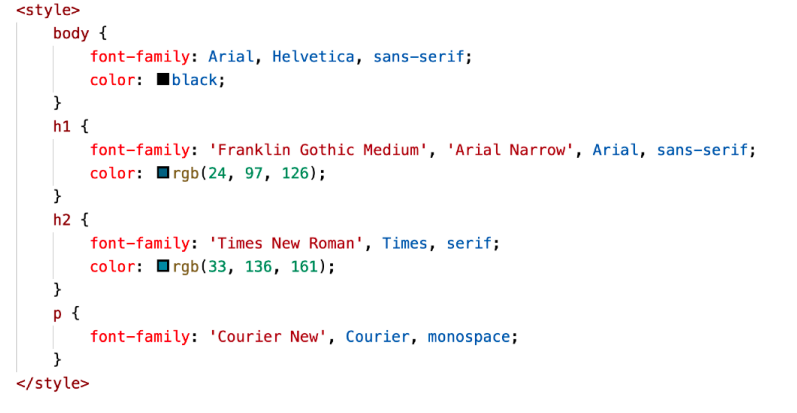 <style>
body {
font-family: Arial, Helvetica, sans-serif;
color: black;
}
h1 {
font-family: 'Franklin Gothic Medium', 'Arial Narrow', Arial, sans-serif;
color: rgb(24, 97, 126);
}
h2 {
font-family: 'Times New Roman', Times, serif;
color: rgb(33, 136, 161);
}
p {
font-family: 'Courier New', Courier, monospace;
}
</style>